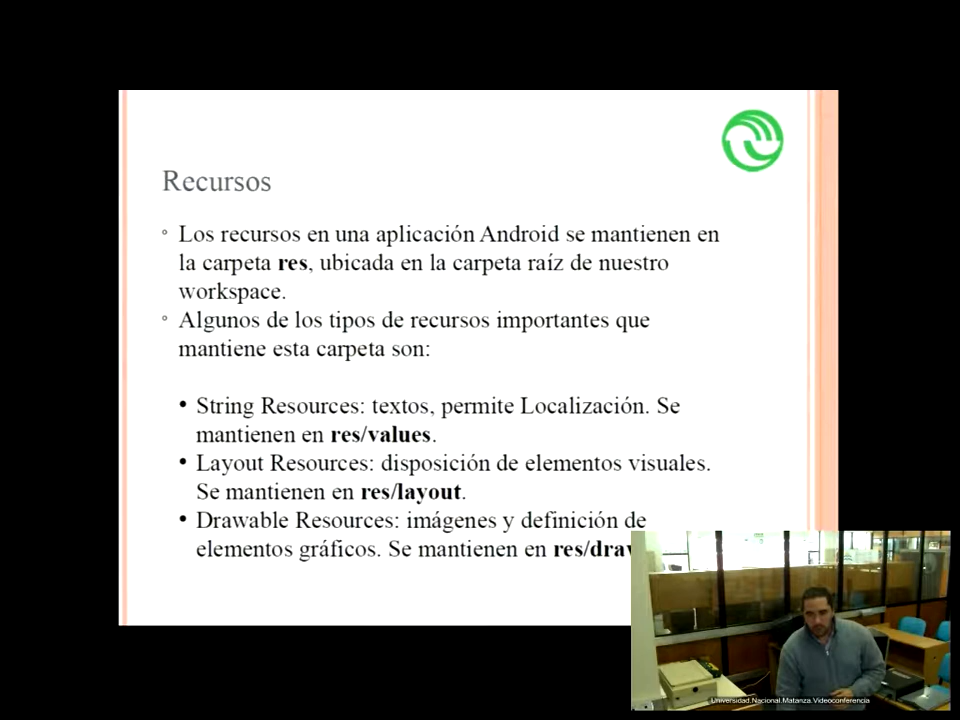 Recursos
◦ Los recursos en una aplicación Android se mantienen en
la carpeta res, ubicada en la carpeta raíz de nuestro
workspace.
◦ Algunos de los tipos de recursos importantes que
mantiene esta carpeta son:
• String Resources: textos, permite Localización. Se
mantienen en res/values.
• Layout Resources: disposición de elementos visuales.
Se mantienen en res/layout.
• Drawable Resources: imágenes y definición de
elementos gráficos. Se mantienen en
Universidad.Nacional.Matanza.Videoconferencia